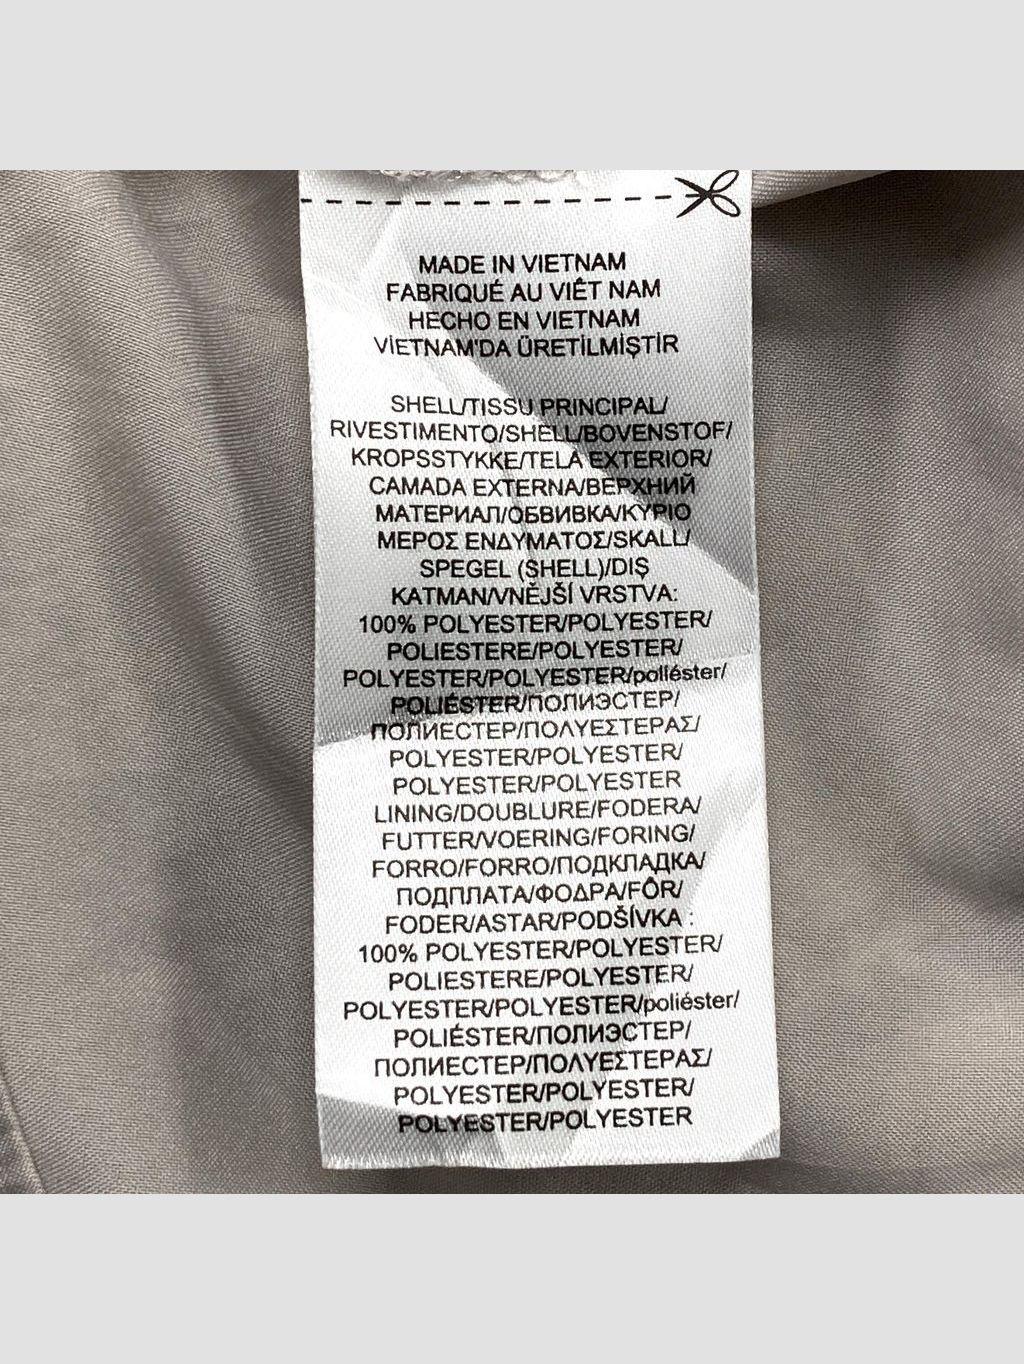 MADE IN VIETNAM
FABRIQUÉ AU VIÊT NAM
HECHO EN VIETNAM
VİETNAM'DA ÜRETİLMİŞTİR
SHELL/TISSU PRINCIPAL/
RIVESTIMENTO/SHELL/BOVENSTOF/
KROPSSTYKKE/TELA EXTERIOR/
CAMADA EXTERNA/ВЕРХНИЙ
МАТЕРИАЛ/ОБВИВКА/ΚΥΡΙΟ
ΜΕΡΟΣ ΕΝΔΥΜΑΤΟΣ/SKALL/
SPEGEL (SHELL)/DIŞ
KATMAN/VNĚJŠÍ VRSTVA:
100% POLYESTER/POLYESTER/
POLIESTERE/POLYESTER/
POLYESTER/POLYESTER/poliéster/
POLIÉSTER/ПОЛИЭСТЕР/
ПОЛИЕСТЕР/ΠΟΛΥΕΣΤΕΡΑΣ/
POLYESTER/POLYESTER/
POLYESTER/POLYESTER
LINING/DOUBLURE/FODERA/
FUTTER/VOERING/FORING/
FORRO/FORRO/ПОДКЛАДКА/
ПОДПЛАТА/ΦΟΔΡΑ/FÔR/
FODER/ASTAR/PODŠÍVKA :
100% POLYESTER/POLYESTER/
POLIESTERE/POLYESTER/
POLYESTER/POLYESTER/poliéster/
POLIÉSTER/ПОЛИЭСТЕР/
ПОЛИЕСТЕР/ΠΟΛΥΕΣΤΕΡΑΣ/
POLYESTER/POLYESTER/
POLYESTER/POLYESTER